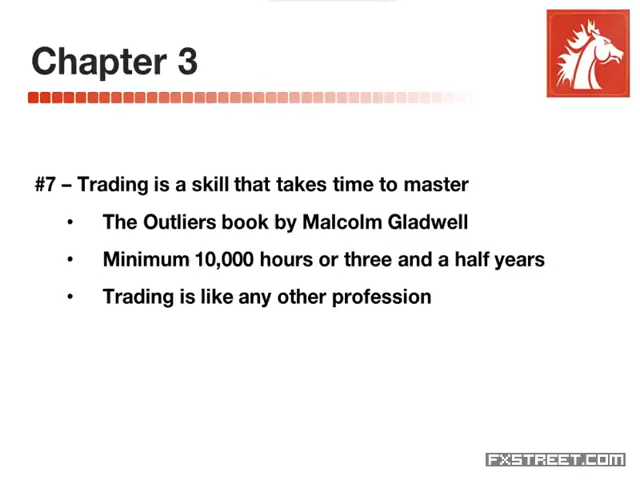 Chapter 3
#7 – Trading is a skill that takes time to master
• The Outliers book by Malcolm Gladwell
• Minimum 10,000 hours or three and a half years
• Trading is like any other profession
FXSTREET.COM